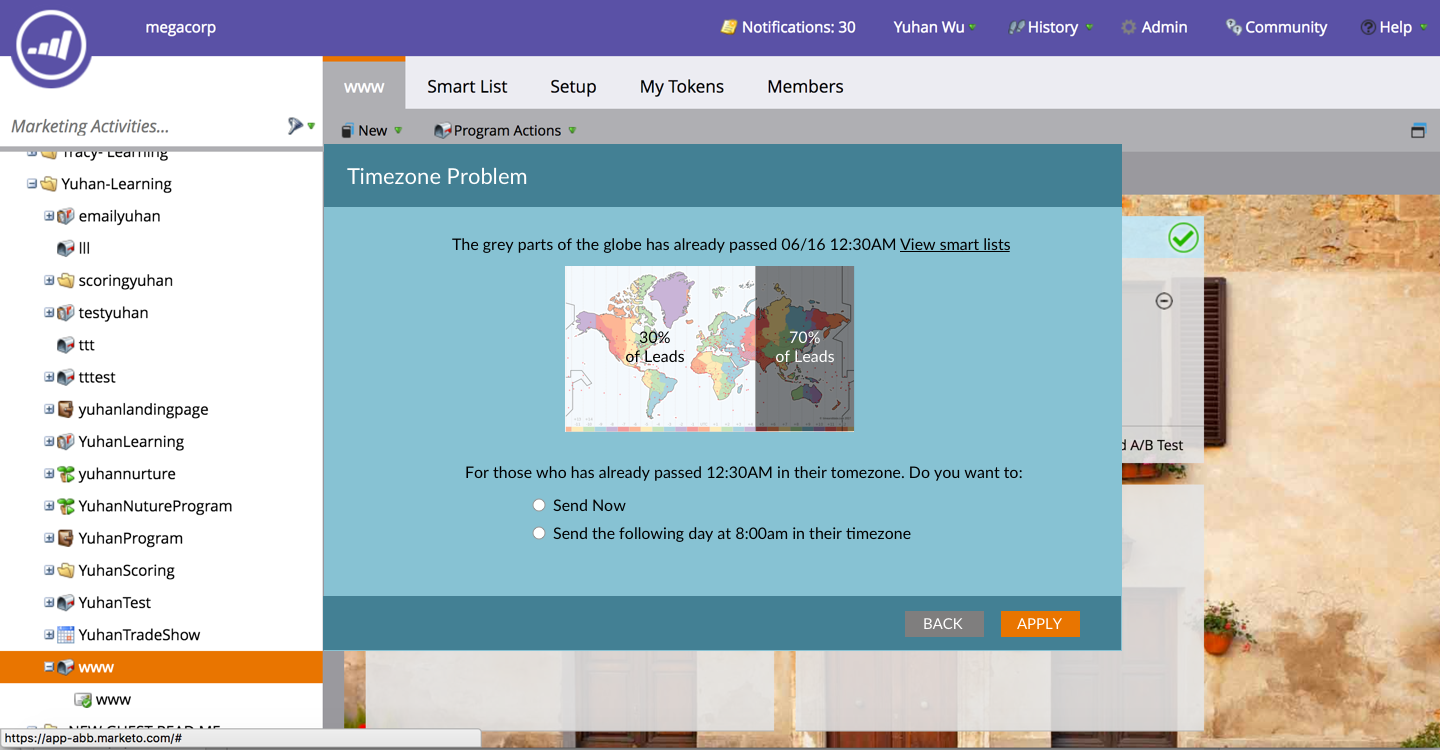 megacorp
Notifications: 30
Yuhan Wu
History
Admin
Community
Help
www
Smart List
Setup
My Tokens
Members
Marketing Activities...
New
Program Actions
Tracy- Learning
Yuhan-Learning
emailyuhan
lll
scoringyuhan
testyuhan
ttt
tttest
yuhanlandingpage
YuhanLearning
yuhannurture
YuhanNutureProgram
YuhanProgram
YuhanScoring
YuhanTest
YuhanTradeShow
www
www
https://app-abb.marketo.com/#
Timezone Problem
The grey parts of the globe has already passed 06/16 12:30AM View smart lists
30%
of Leads
70%
of Leads
For those who has already passed 12:30AM in their tomezone. Do you want to:
Send Now
Send the following day at 8:00am in their timezone
BACK
APPLY
d A/B Test